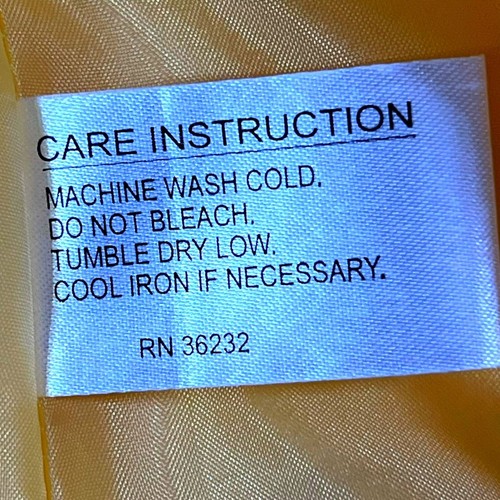 CARE INSTRUCTION
MACHINE WASH COLD.
DO NOT BLEACH.
TUMBLE DRY LOW.
COOL IRON IF NECESSARY.
RN 36232